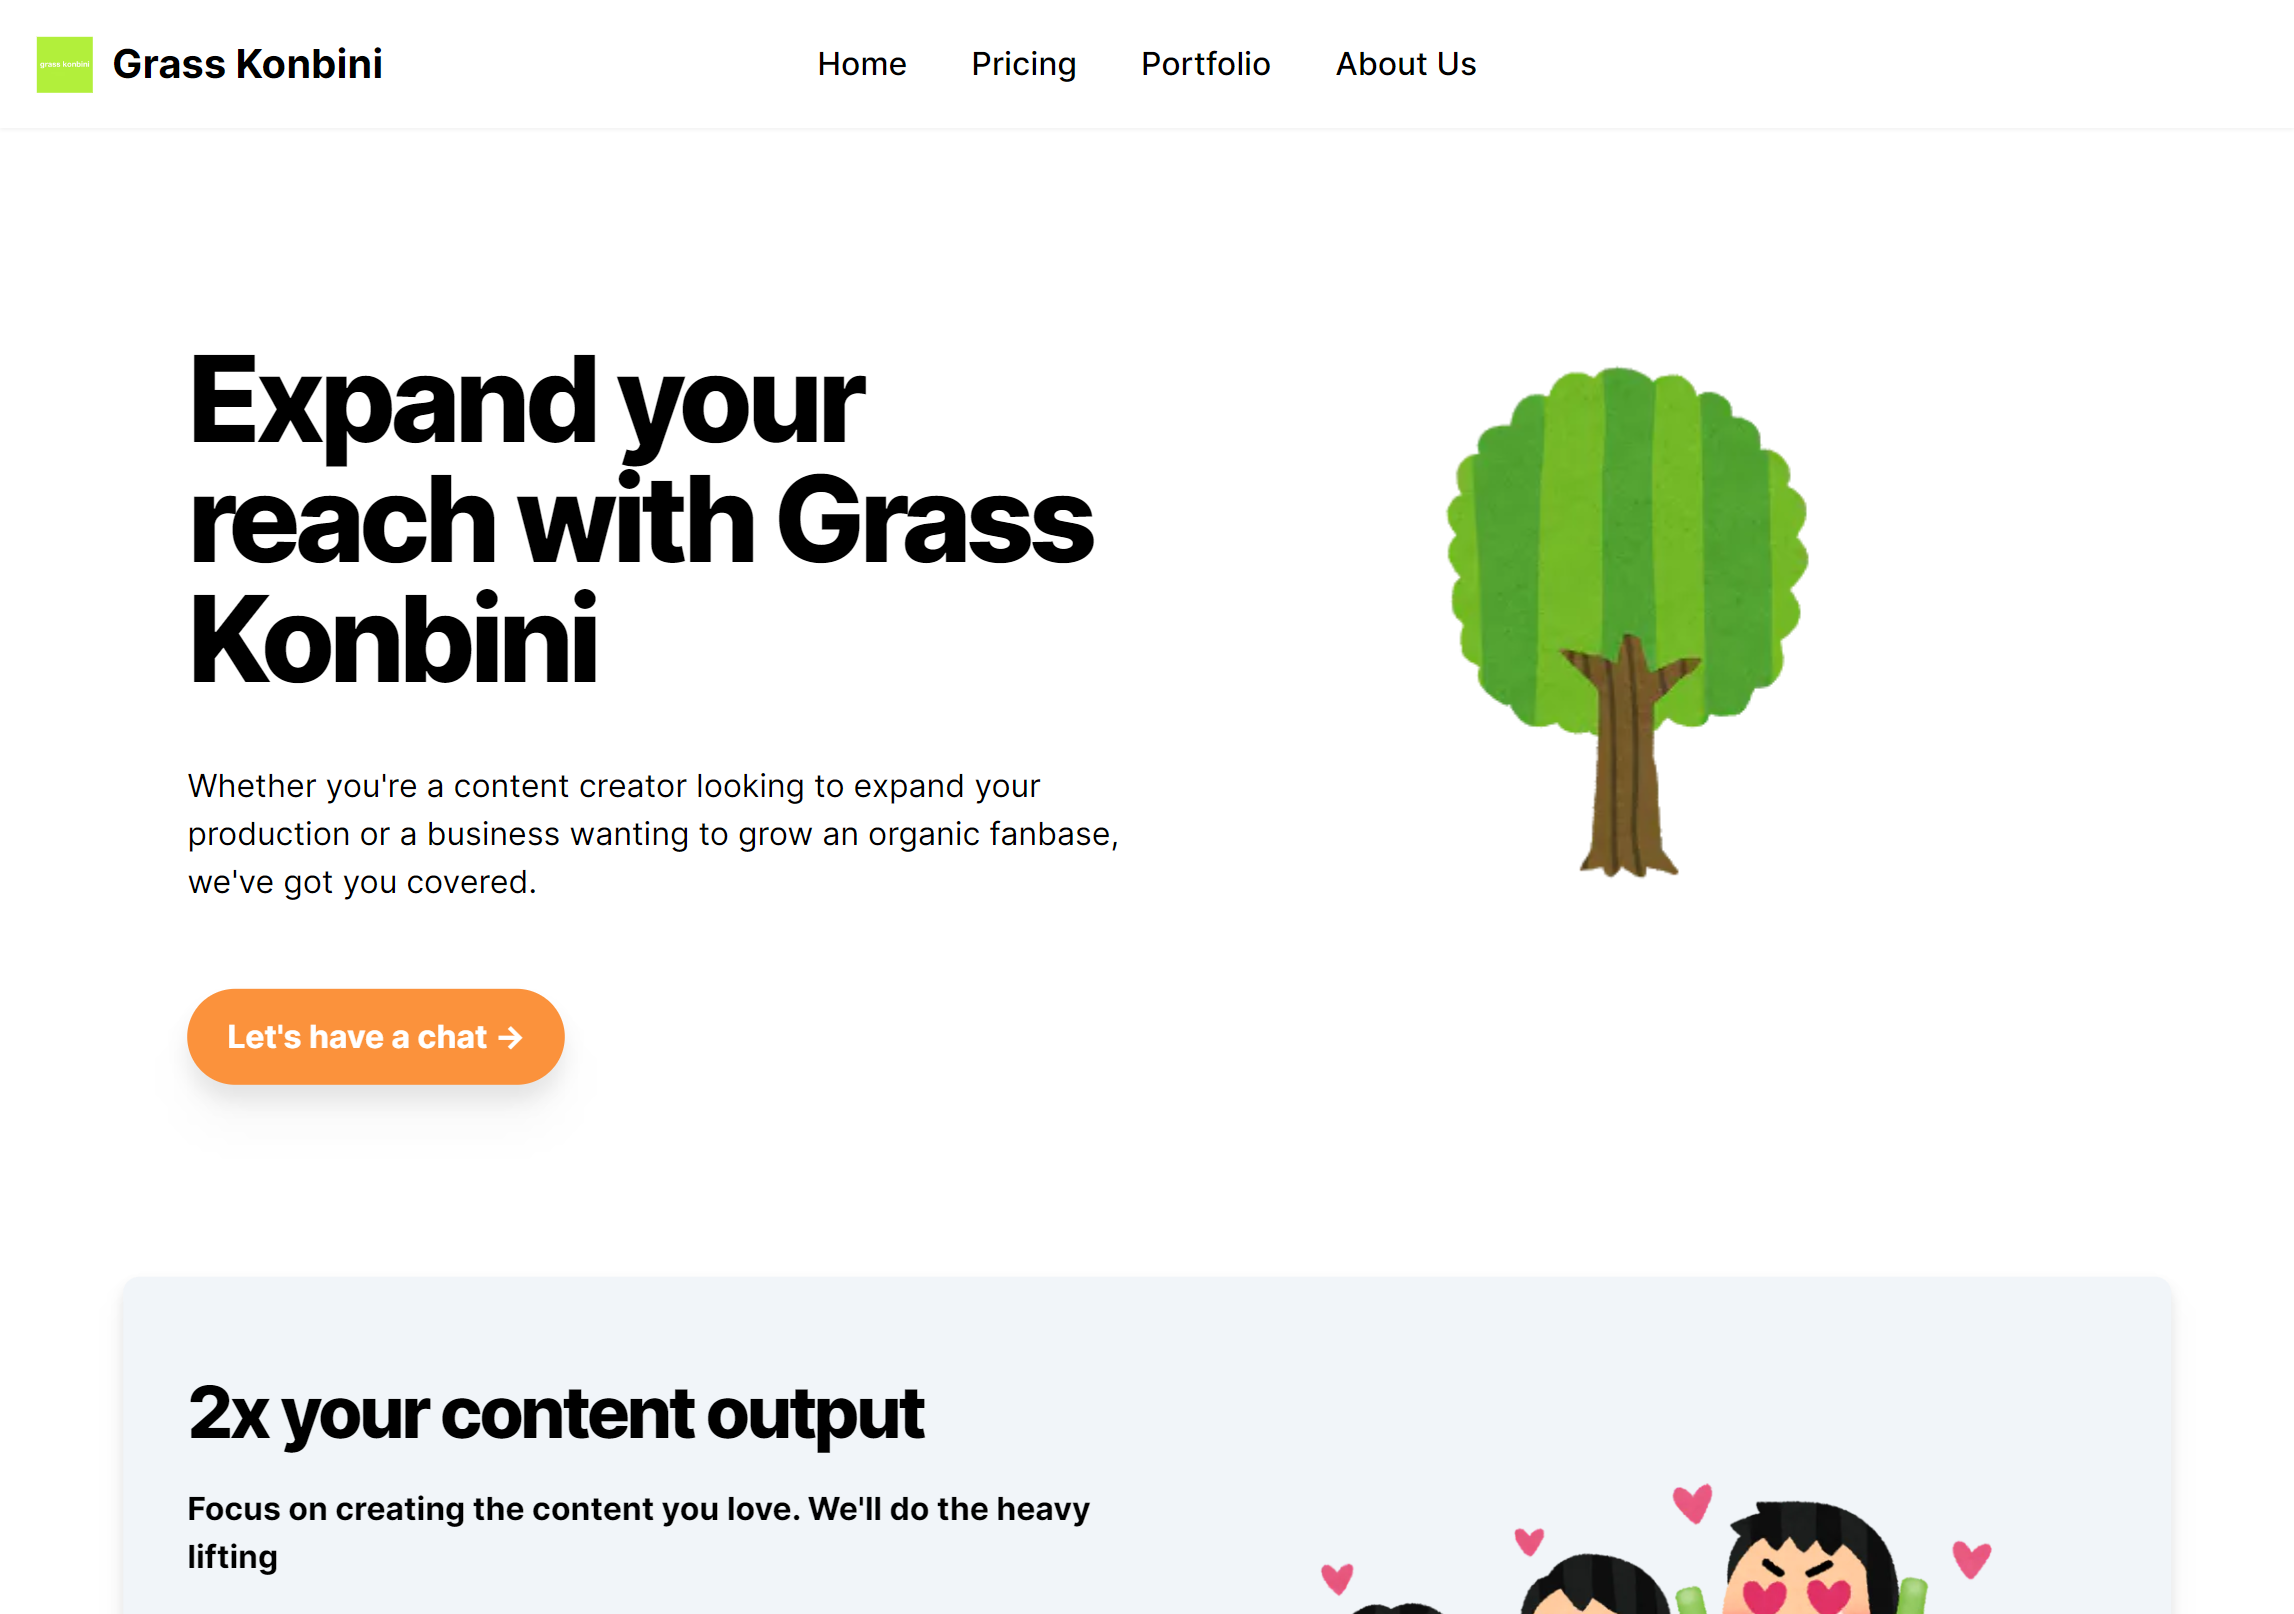 grass konbini
Grass Konbini
Home
Pricing
Portfolio
About Us
Expand your
reach with Grass
Konbini
Whether you're a content creator looking to expand your
production or a business wanting to grow an organic fanbase,
we've got you covered.
Let's have a chat →
2x your content output
Focus on creating the content you love. We'll do the heavy
lifting